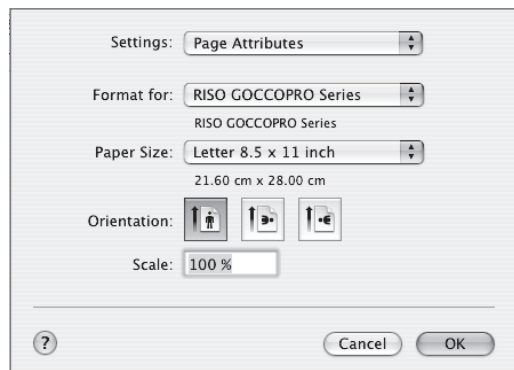 Settings: Page Attributes
Format for: RISO GOCCOPRO Series
RISO GOCCOPRO Series
Paper Size: Letter 8.5 x 11 inch
21.60 cm x 28.00 cm
Orientation:
Scale: 100 %
? Cancel OK